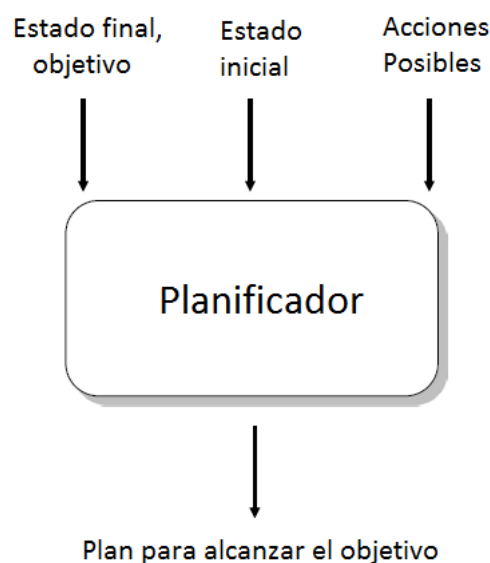 Estado final,
objetivo
Estado
inicial
Acciones
Posibles
Planificador
Plan para alcanzar el objetivo